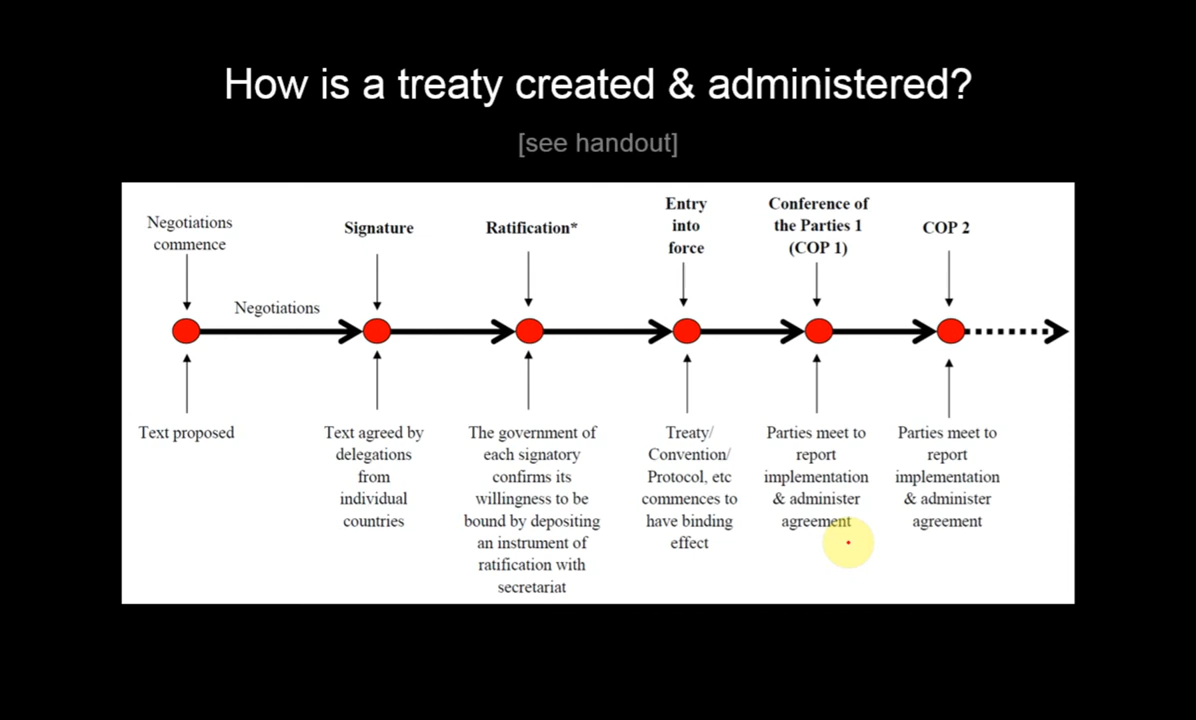 How is a treaty created & administered?
[see handout]
Negotiations
commence
Signature
Ratification*
Entry
into
force
Conference of
the Parties 1
(COP 1)
COP 2
Negotiations
Text proposed
Text agreed by
delegations
from
individual
countries
The government of
each signatory
confirms its
willingness to be
bound by depositing
an instrument of
ratification with
secretariat
Treaty/
Convention/
Protocol, etc
commences to
have binding
effect
Parties meet to
report
implementation
& administer
agreement
Parties meet to
report
implementation
& administer
agreement